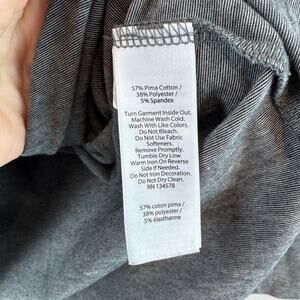 57% Pima Cotton /
38% Polyester /
5% Spandex
Turn Garment Inside Out.
Machine Wash Cold.
Wash With Like Colors.
Do Not Bleach.
Do Not Use Fabric
Softeners.
Remove Promptly.
Tumble Dry Low.
Warm Iron On Reverse
Side If Needed.
Do Not Iron Decoration.
Do Not Dry Clean.
RN 134578
57% coton pima /
38% polyester /
5% élasthanne